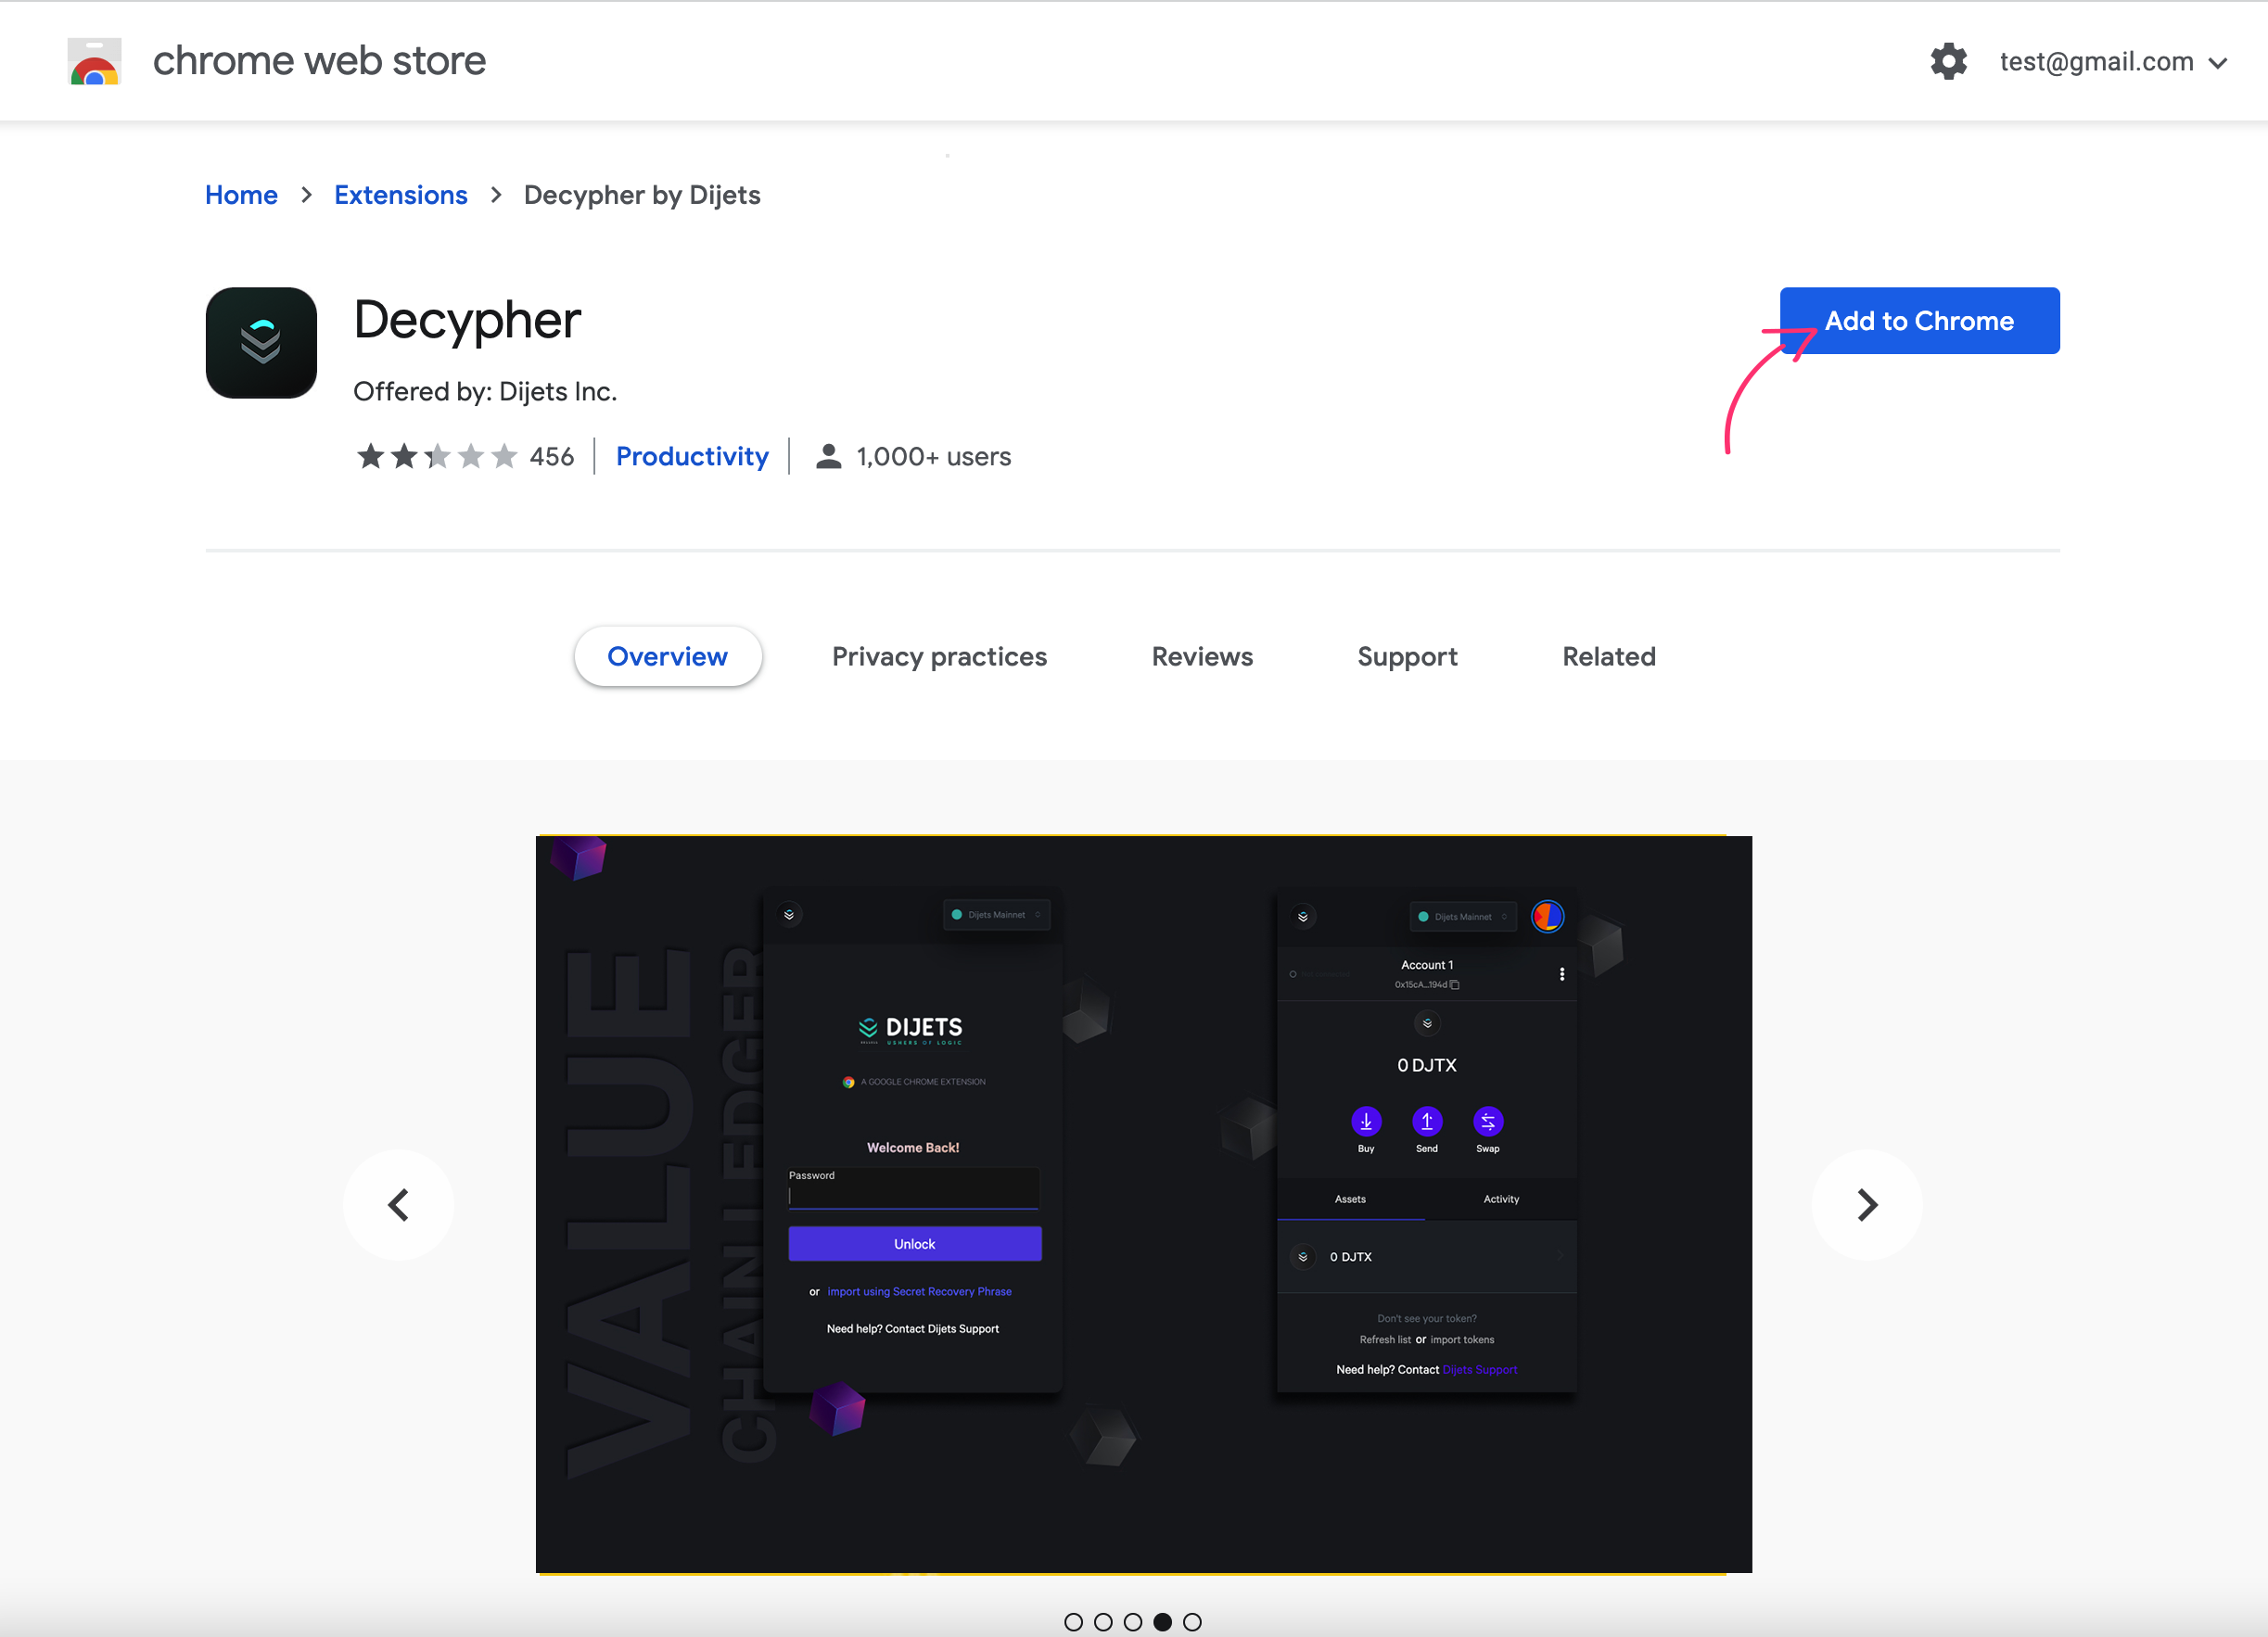 chrome web store
test@gmail.com
Home > Extensions > Decypher by Dijets
Decypher
Add to Chrome
Offered by: Dijets Inc.
456 Productivity 1,000+ users
Overview Privacy practices Reviews Support Related
VALUE
CHAIN LEDGER
Dijets Mainnet
DIJETS
USHERS OF LOGIC
A GOOGLE CHROME EXTENSION
Welcome Back!
Password
Unlock
or import using Secret Recovery Phrase
Need help? Contact Dijets Support
Dijets Mainnet
Account 1
0x15cA...194d
0 DJTX
Buy Send Swap
Assets Activity
0 DJTX
Don't see your token?
Refresh list or import tokens
Need help? Contact Dijets Support